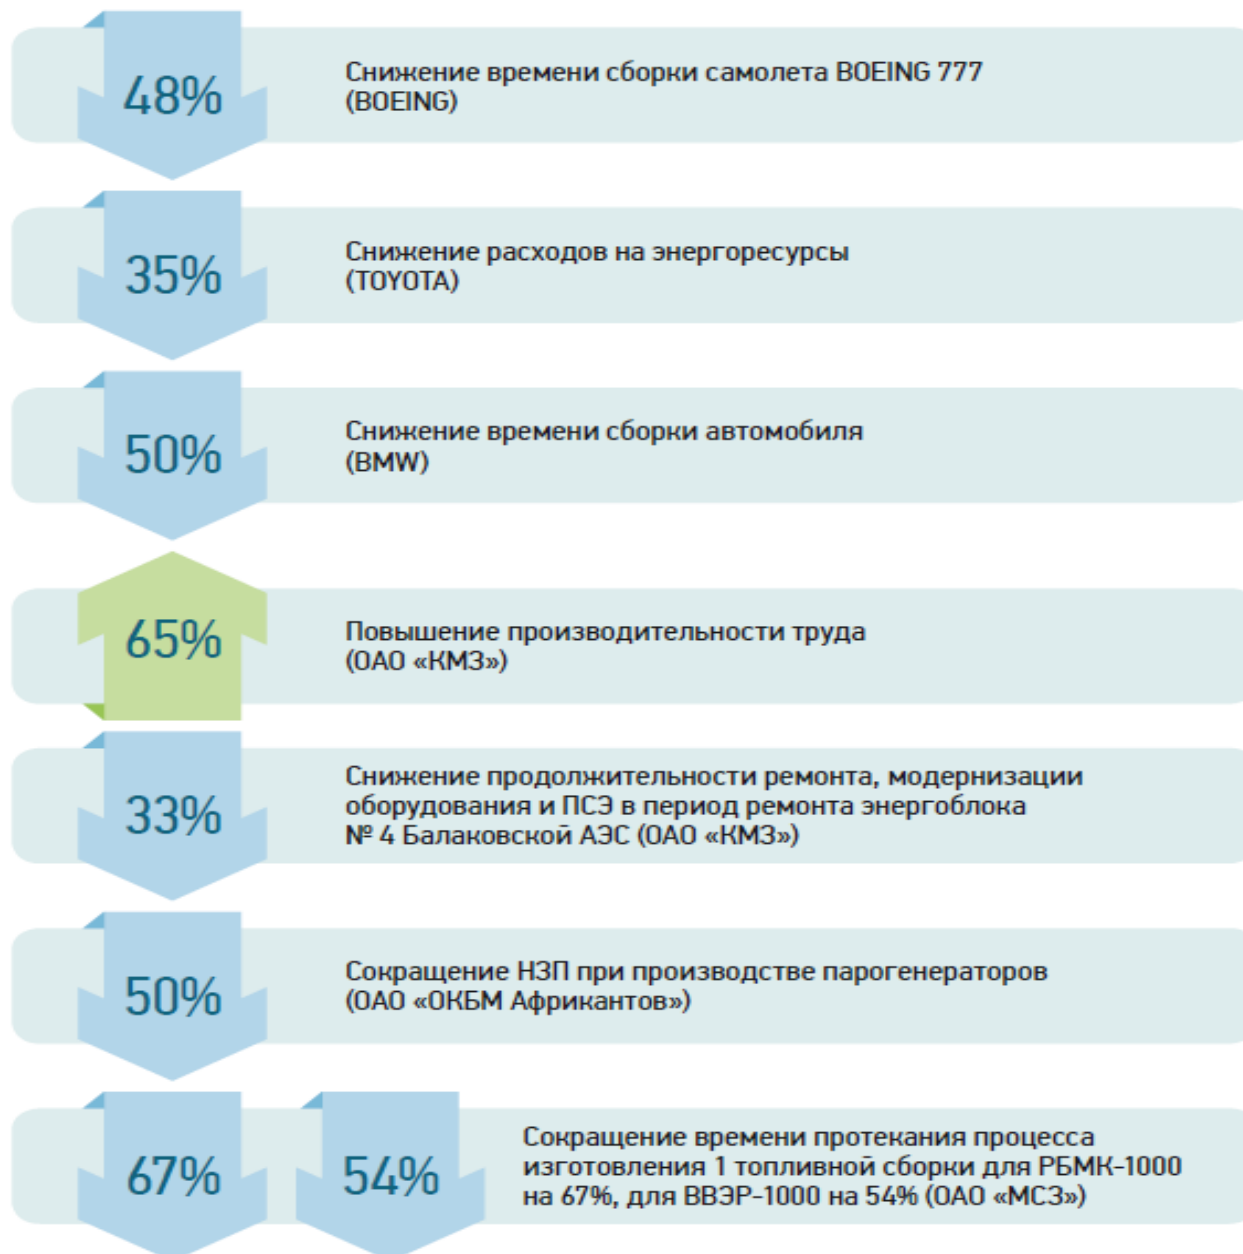 48%
Снижение времени сборки самолета BOEING 777
(BOEING)
35%
Снижение расходов на энергоресурсы
(TOYOTA)
50%
Снижение времени сборки автомобиля
(BMW)
65%
Повышение производительности труда
(ОАО «КМЗ»)
33%
Снижение продолжительности ремонта, модернизации
оборудования и ПСЭ в период ремонта энергоблока
№ 4 Балаковской АЭС (ОАО «КМЗ»)
50%
Сокращение НЗП при производстве парогенераторов
(ОАО «ОКБМ Африкантов»)
67%
54%
Сокращение времени протекания процесса
изготовления 1 топливной сборки для РБМК-1000
на 67%, для ВВЭР-1000 на 54% (ОАО «МСЗ»)